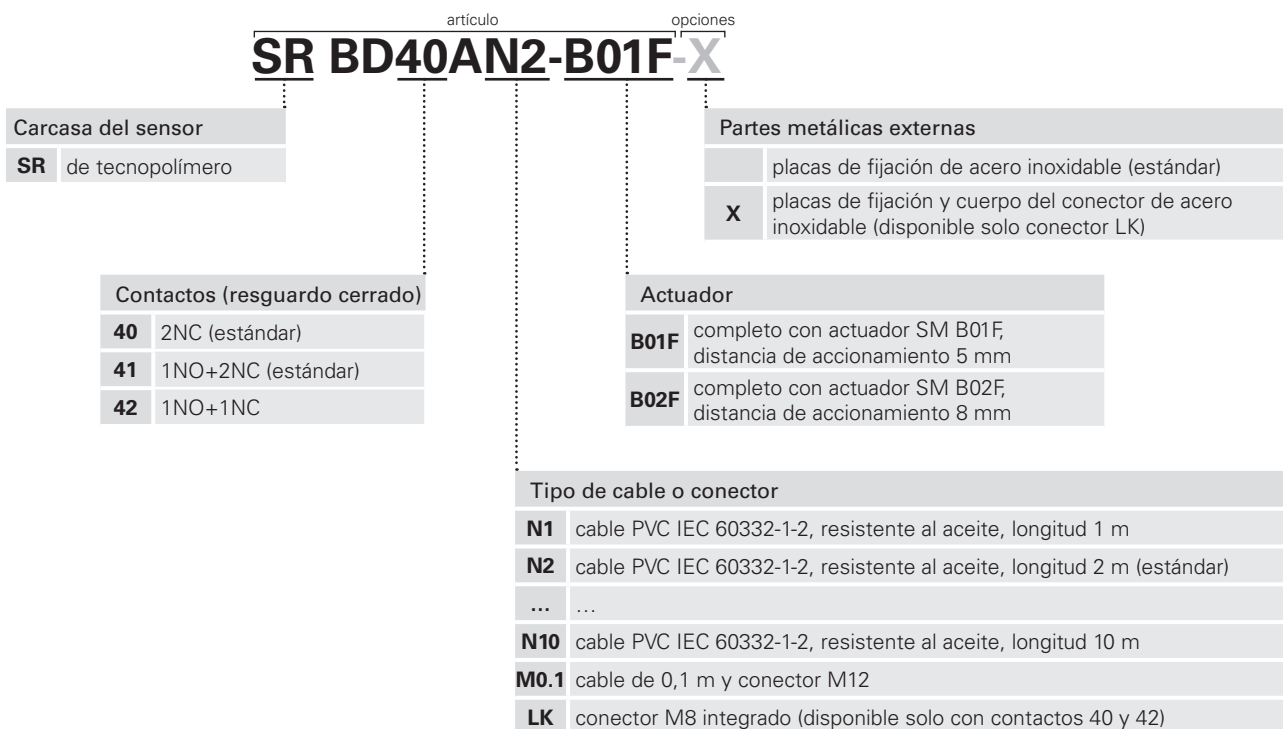 artículo opciones
SR BD40AN2-B01F-X
Carcasa del sensor
SR de tecnopolímero
Partes metálicas externas
placas de fijación de acero inoxidable (estándar)
X placas de fijación y cuerpo del conector de acero
inoxidable (disponible solo conector LK)
Contactos (resguardo cerrado)
40 2NC (estándar)
41 1NO+2NC (estándar)
42 1NO+1NC
Actuador
B01F completo con actuador SM B01F,
distancia de accionamiento 5 mm
B02F completo con actuador SM B02F,
distancia de accionamiento 8 mm
Tipo de cable o conector
N1 cable PVC IEC 60332-1-2, resistente al aceite, longitud 1 m
N2 cable PVC IEC 60332-1-2, resistente al aceite, longitud 2 m (estándar)
... ...
N10 cable PVC IEC 60332-1-2, resistente al aceite, longitud 10 m
M0.1 cable de 0,1 m y conector M12
LK conector M8 integrado (disponible solo con contactos 40 y 42)